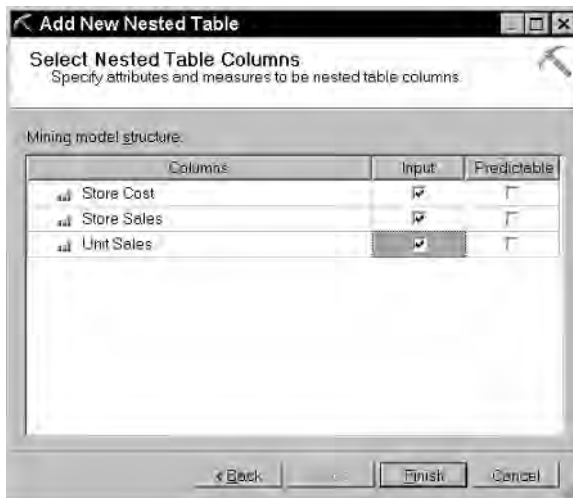 Add New Nested Table
Select Nested Table Columns
Specify attributes and measures to be nested table columns
Mining model structure:
Columns Input Predictable
Store Cost
Store Sales
Unit Sales
< Back Finish Cancel